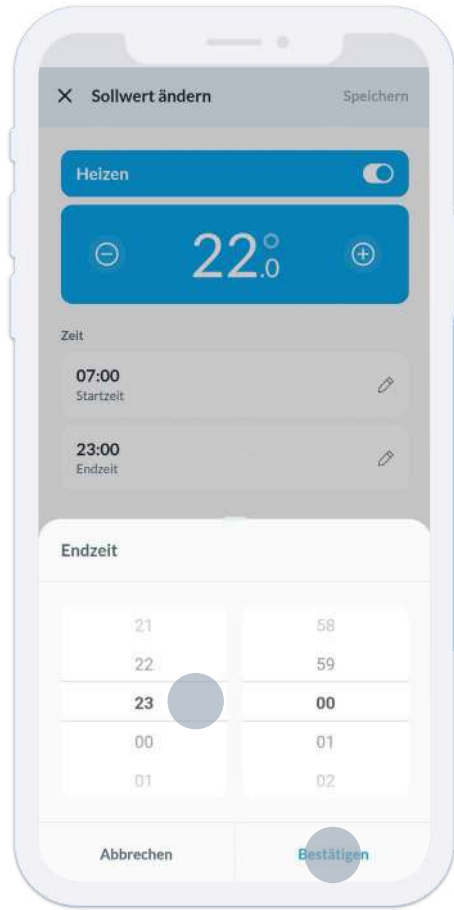 Sollwert ändern Speichern
Heizen
22.0°
Zeit
07:00
Startzeit
23:00
Endzeit
Endzeit
21 58
22 59
23 00
00 01
01 02
Abbrechen Bestätigen